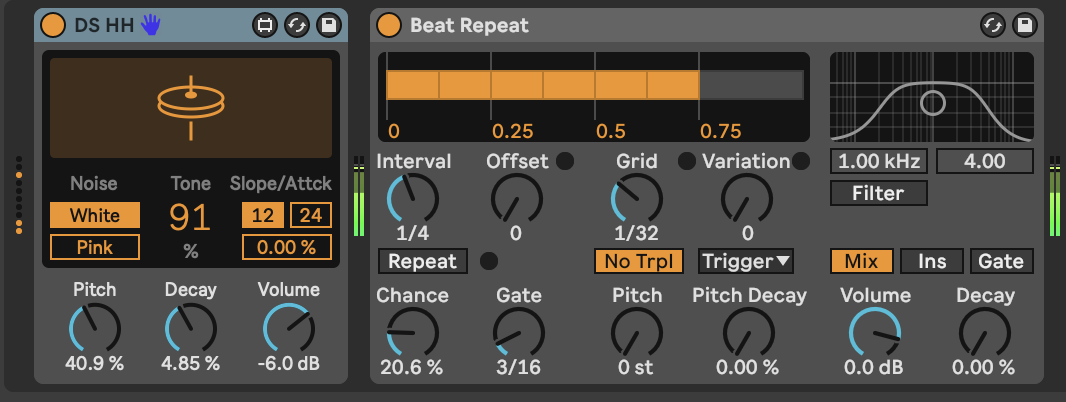 DS HH
Noise Tone Slope/Attck
White 91 12 24
Pink % 0.00 %
Pitch Decay Volume
40.9 % 4.85 % -6.0 dB
Beat Repeat
0 0.25 0.5 0.75
Interval Offset Grid Variation
1/4 0 1/32 0
Repeat No Trpl Trigger
Chance Gate Pitch Pitch Decay
20.6 % 3/16 0 st 0.00 %
1.00 kHz 4.00
Filter
Mix Ins Gate
Volume Decay
0.0 dB 0.00 %